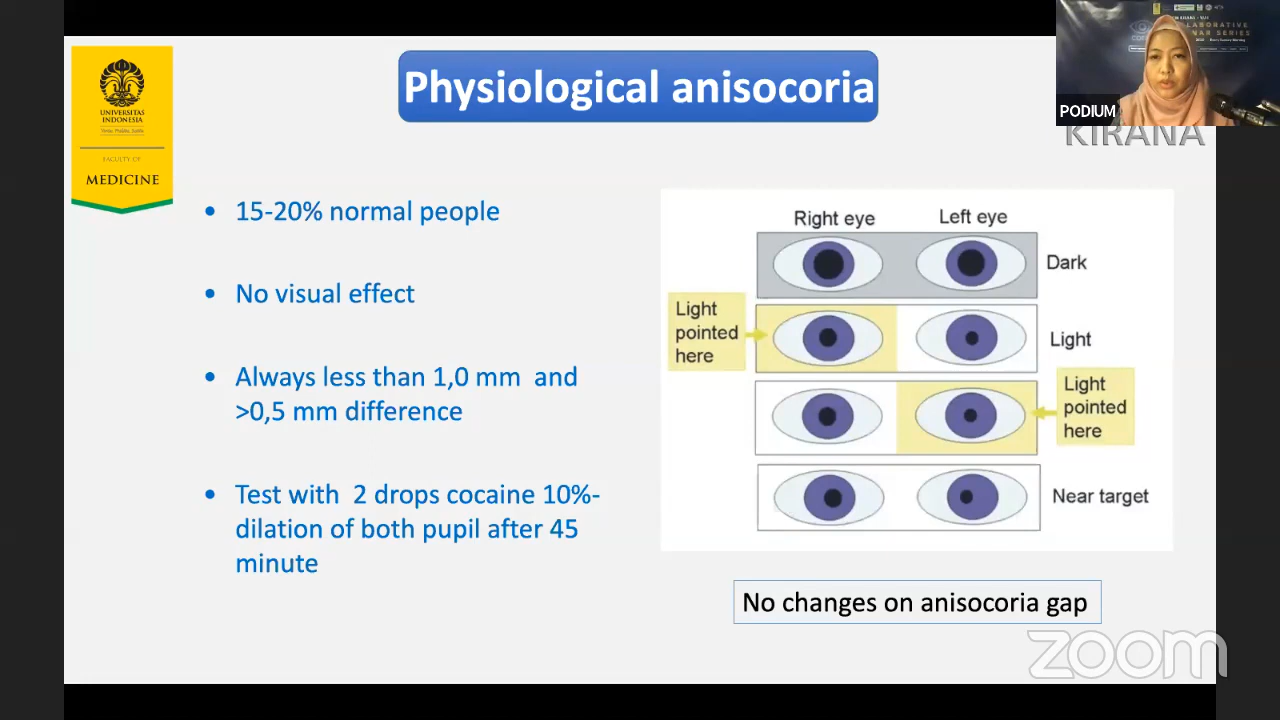 Physiological anisocoria
UNIVERSITAS
INDONESIA
FACULTY OF
MEDICINE
PODIUM
KIRANA
• 15-20% normal people
• No visual effect
• Always less than 1,0 mm and
>0,5 mm difference
• Test with 2 drops cocaine 10%-
dilation of both pupil after 45
minute
Right eye
Left eye
Dark
Light
pointed
here
Light
Light
pointed
here
Near target
No changes on anisocoria gap
zoom